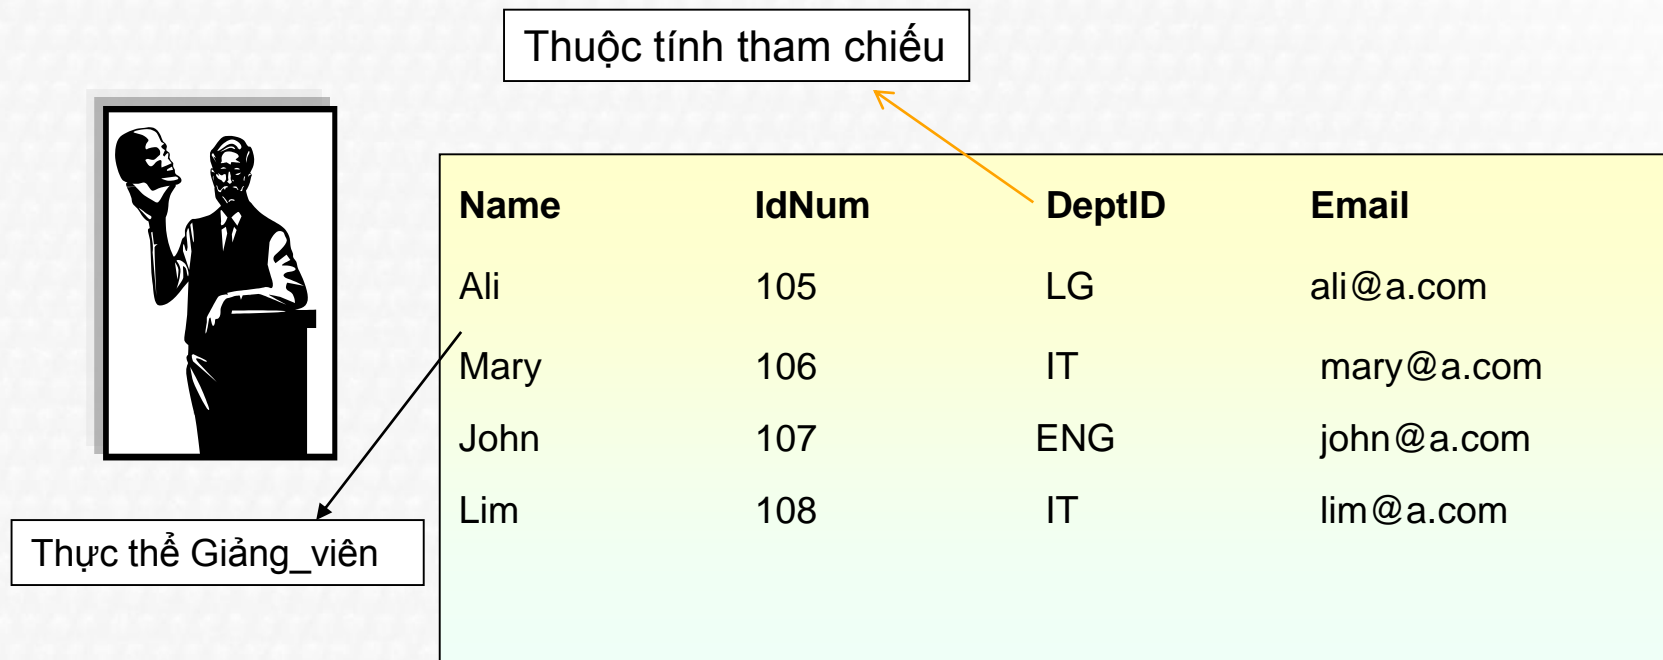 Thuộc tính tham chiếu
Name IdNum DeptID Email
Ali 105 LG ali@a.com
Mary 106 IT mary@a.com
John 107 ENG john@a.com
Lim 108 IT lim@a.com
Thực thể Giảng_viên